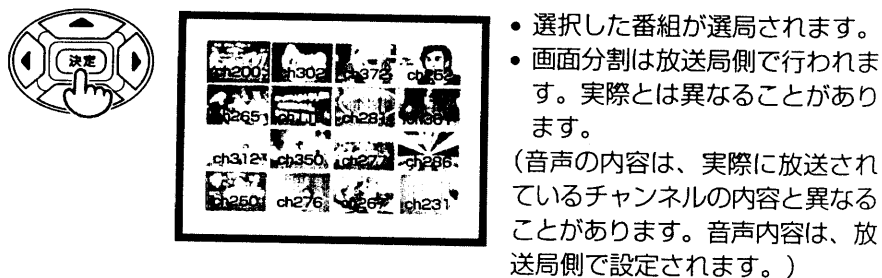 決定
ch200 ch302 ch372 ch252
ch265 ch111 ch281 ch361
ch312 ch350 ch277 ch286
ch250 ch276 ch267 ch231
• 選択した番組が選局されます。
• 画面分割は放送局側で行われま
す。実際とは異なることがあり
ます。
（音声の内容は、実際に放送され
ているチャンネルの内容と異なる
ことがあります。音声内容は、放
送局側で設定されます。）